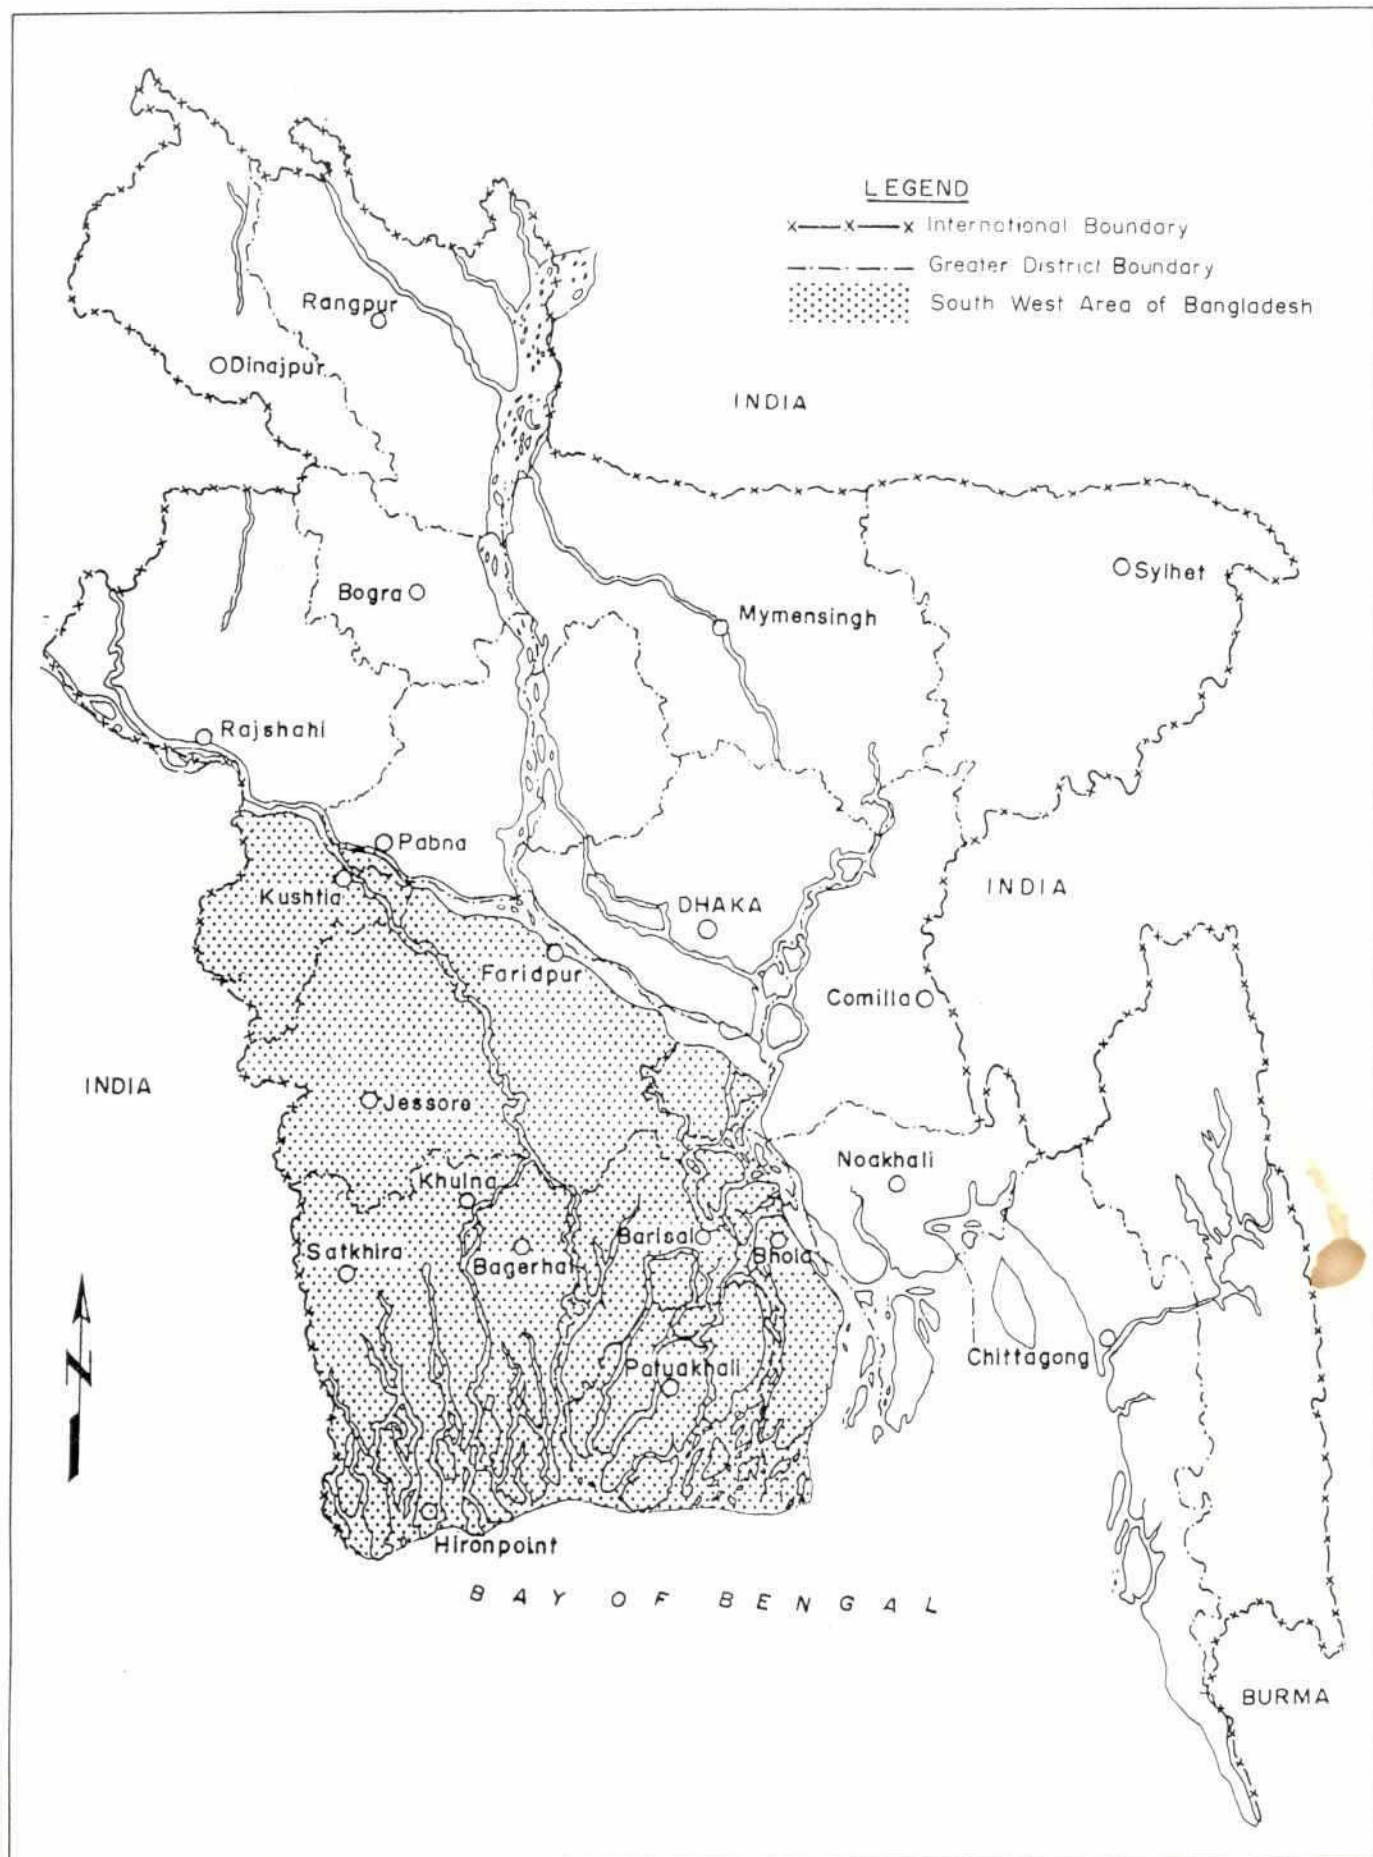 LEGEND
International Boundary
Greater District Boundary
South West Area of Bangladesh
Rangpur
Dinajpur
INDIA
Sylhet
Bogra
Mymensingh
Rajshahi
Pabna
Kushtia
INDIA
DHAKA
Faridpur
Comilla
INDIA
Jessore
Noakhali
Khulna
Satkhira
Barisal
Bhola
Bagerhat
Chittagong
Patuakhali
N
Hironpoint
BAY OF BENGAL
BURMA